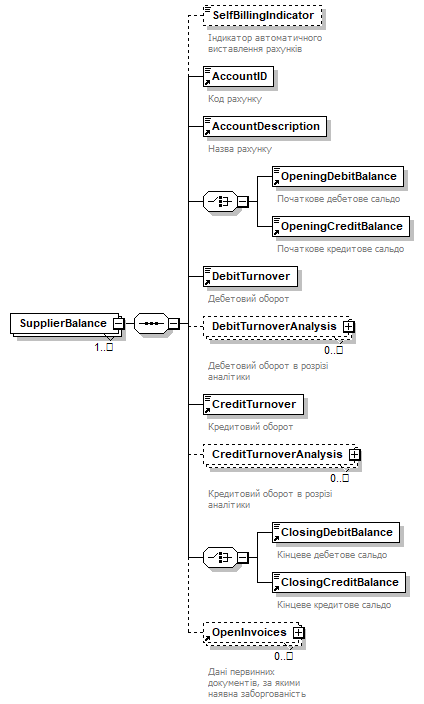 SelfBillingIndicator
Індикатор автоматичного
виставлення рахунків
AccountID
Код рахунку
AccountDescription
Назва рахунку
OpeningDebitBalance
Початкове дебетове сальдо
OpeningCreditBalance
Початкове кредитове сальдо
DebitTurnover
Дебетовий оборот
SupplierBalance
1..□
DebitTurnoverAnalysis
0..□
Дебетовий оборот в розрізі
аналітики
CreditTurnover
Кредитовий оборот
CreditTurnoverAnalysis
0..□
Кредитовий оборот в розрізі
аналітики
ClosingDebitBalance
Кінцеве дебетове сальдо
ClosingCreditBalance
Кінцеве кредитове сальдо
OpenInvoices
0..□
Дані первинних
документів, за якими
наявна заборгованість